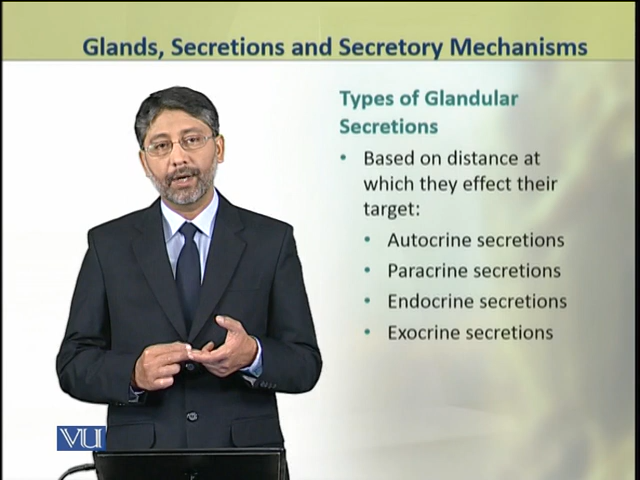 Glands, Secretions and Secretory Mechanisms
Types of Glandular
Secretions
• Based on distance at
which they effect their
target:
• Autocrine secretions
• Paracrine secretions
• Endocrine secretions
• Exocrine secretions
VU